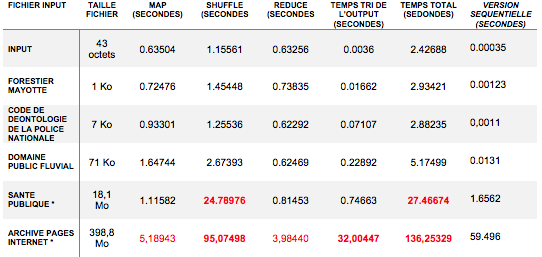 FICHIER INPUT TAILLE FICHIER MAP (SECONDES) SHUFFLE (SECONDES) REDUCE (SECONDES) TEMPS TRI DE L'OUTPUT (SECONDES) TEMPS TOTAL (SEDONDES) VERSION SEQUENTIELLE (SECONDES)
INPUT 43 octets 0.63504 1.15561 0.63256 0.0036 2.42688 0.00035
FORESTIER MAYOTTE 1 Ko 0.72476 1.45448 0.73835 0.01662 2.93421 0.00123
CODE DE DEONTOLOGIE DE LA POLICE NATIONALE 7 Ko 0.93301 1.25536 0.62292 0.07107 2.88235 0,0011
DOMAINE PUBLIC FLUVIAL 71 Ko 1.64744 2.67393 0.62469 0.22892 5.17499 0.0131
SANTE PUBLIQUE * 18,1 Mo 1.11582 24.78976 0.81453 0.74663 27.46674 1.6562
ARCHIVE PAGES INTERNET * 398,8 Mo 5,18943 95,07498 3,98440 32,00447 136,25329 59.496